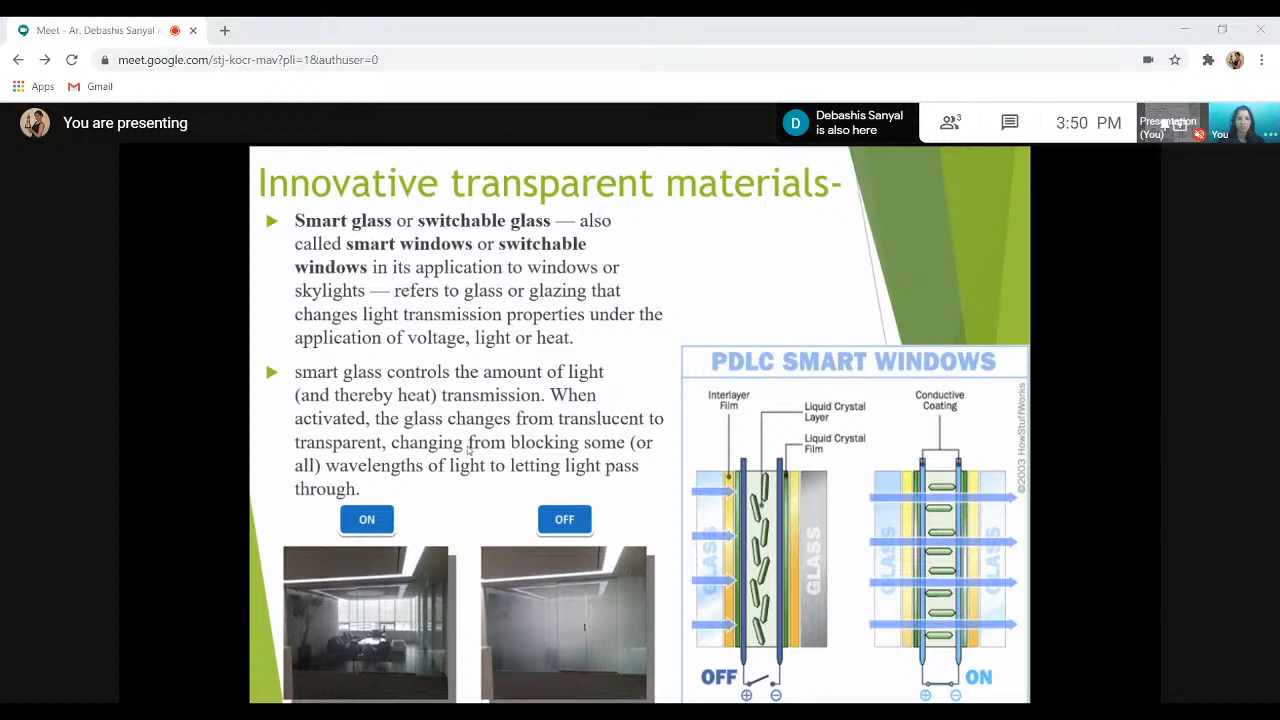 Meet - Ar. Debashis Sanyal i
meet.google.com/stj-kocr-mav?pli=1&authuser=0
Apps
Gmail
You are presenting
D
Debashis Sanyal
is also here
3
3:50 PM
Presentation
(You)
You
Innovative transparent materials-
Smart glass or switchable glass — also
called smart windows or switchable
windows in its application to windows or
skylights — refers to glass or glazing that
changes light transmission properties under the
application of voltage, light or heat.
smart glass controls the amount of light
(and thereby heat) transmission. When
activated, the glass changes from translucent to
transparent, changing from blocking some (or
all) wavelengths of light to letting light pass
through.
ON
OFF
PDLC SMART WINDOWS
Interlayer
Film
Liquid Crystal
Layer
Liquid Crystal
Film
Conductive
Coating
GLASS
GLASS
GLASS
GLASS
OFF
ON
©2003 HowStuffWorks